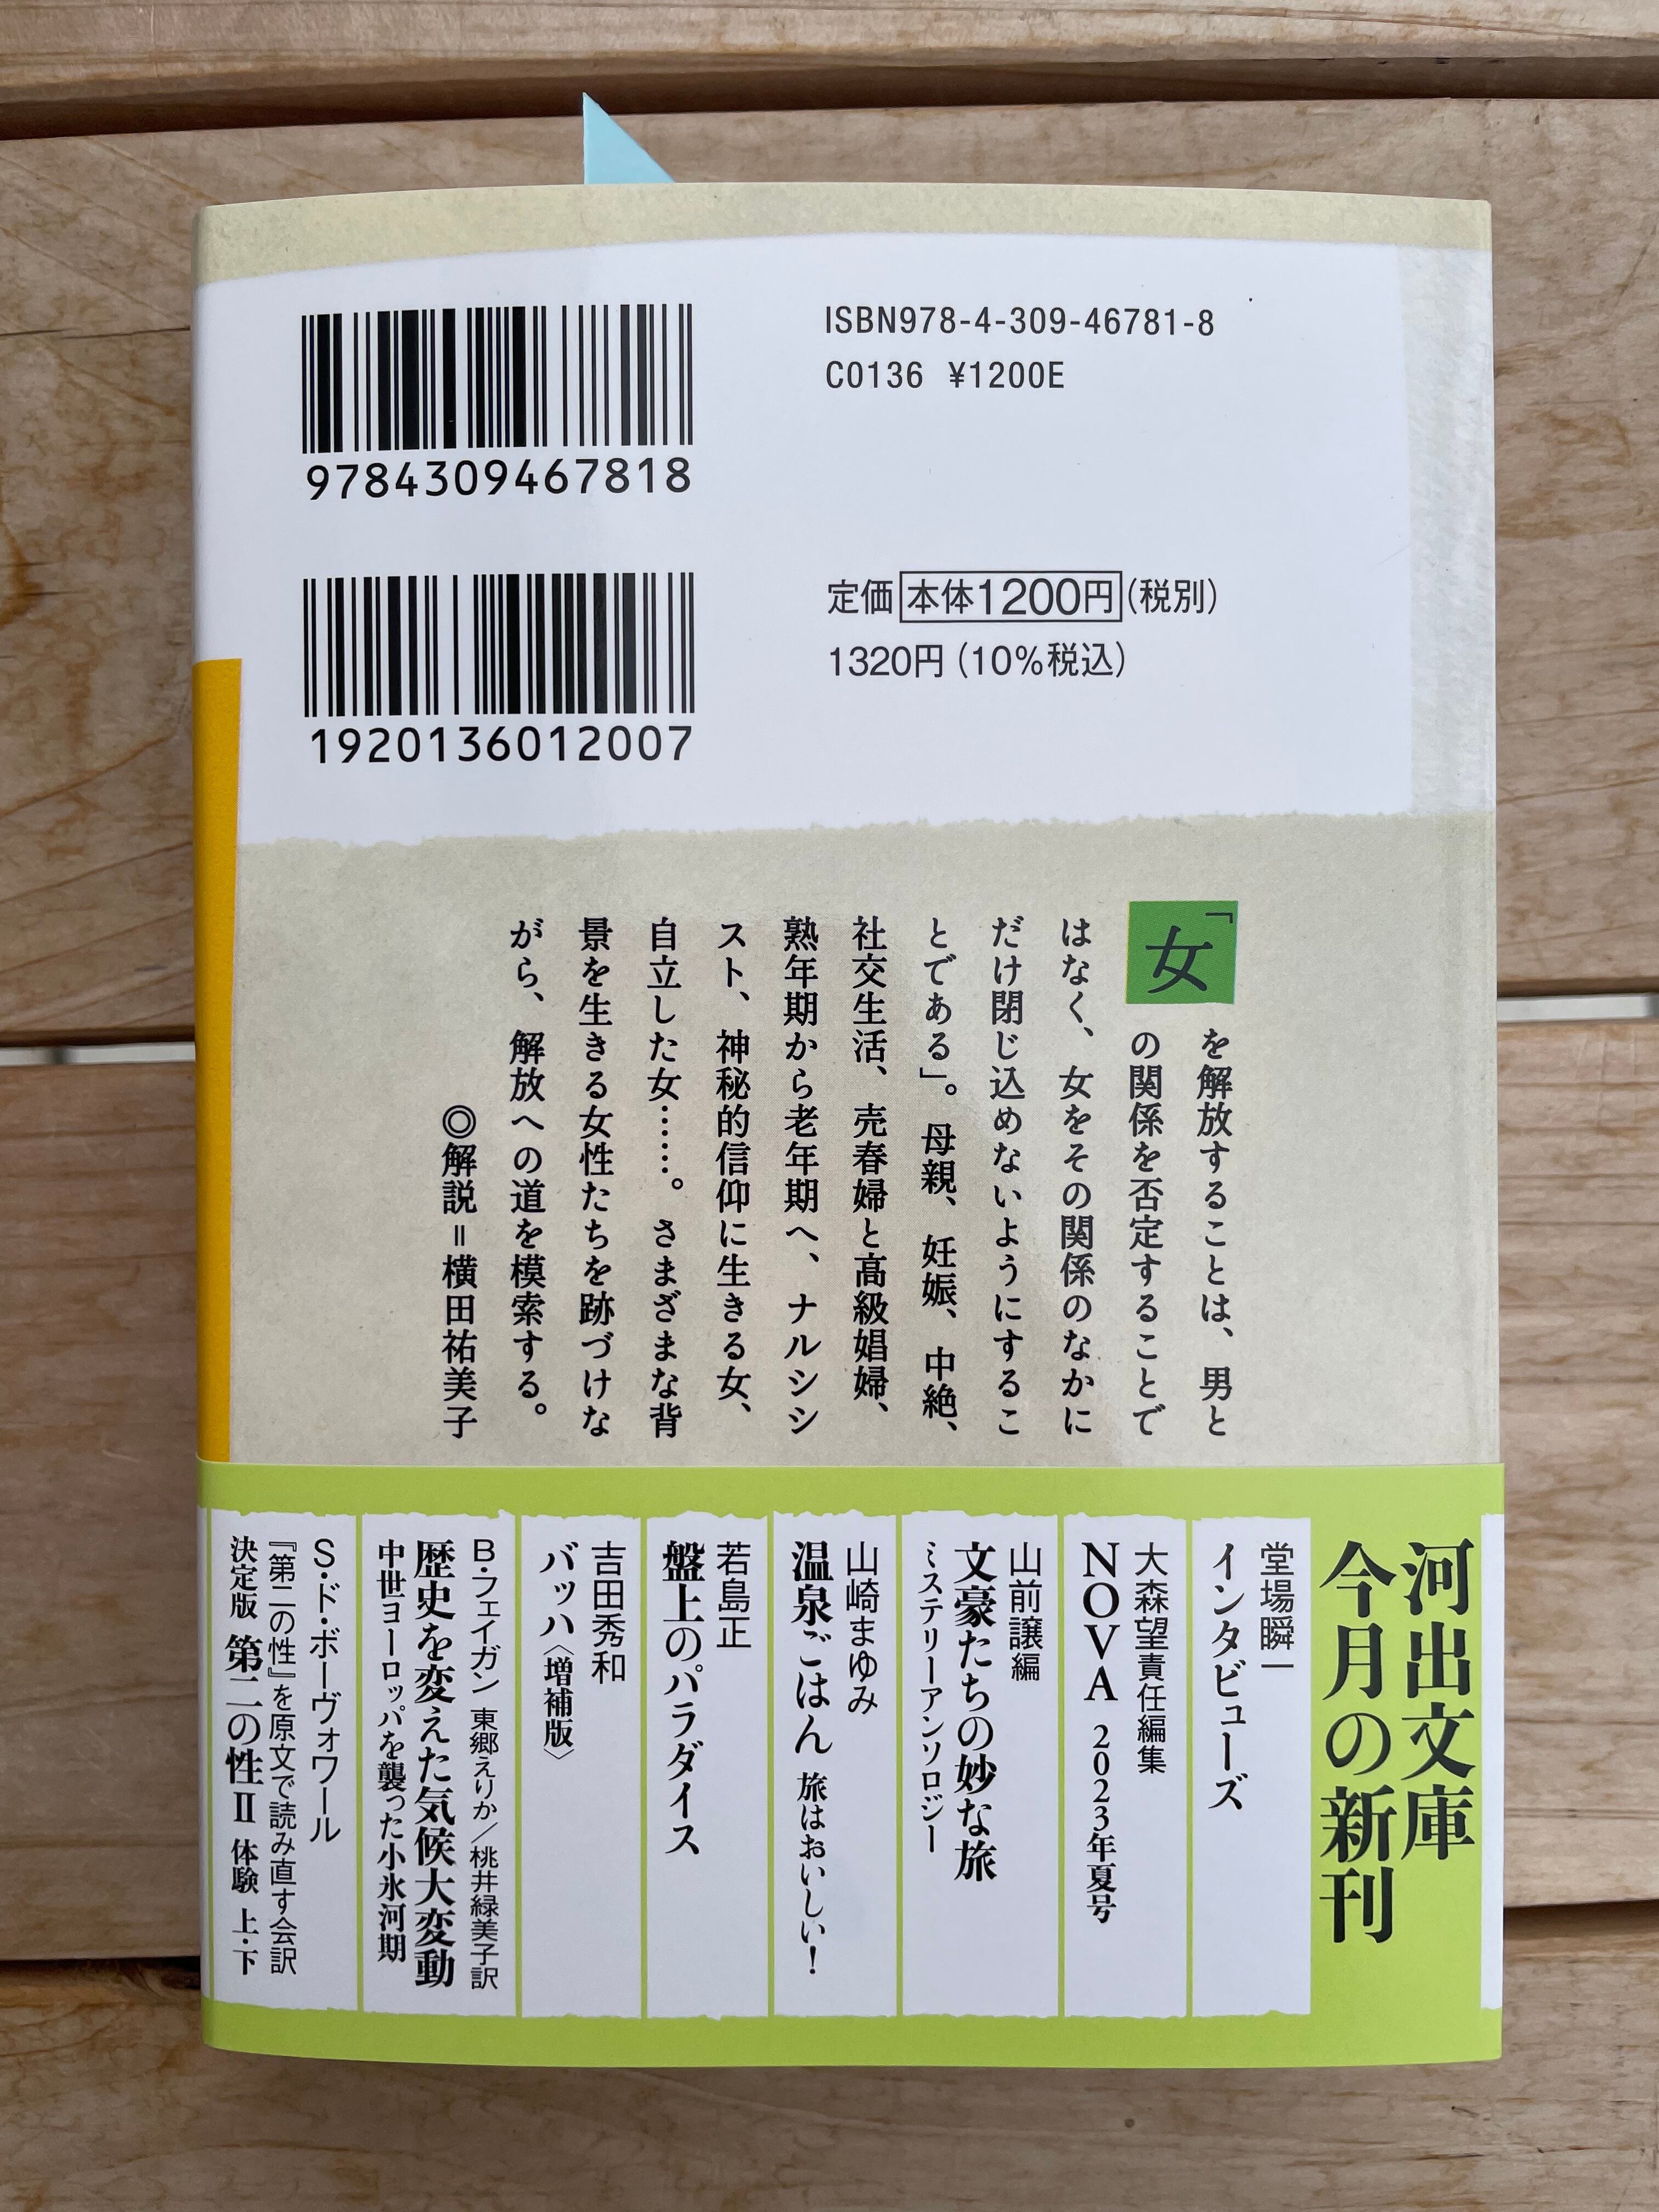 ISBN978-4-309-46781-8
C0136 ¥1200E
9784309467818
定価 本体1200円(税別)
1320円(10%税込)
1920136012007
「女を解放することは、男と
の関係を否定することで
はなく、女をその関係のなかに
だけ閉じ込めないようにするこ
とである」。母親、妊娠、中絶、
社交生活、売春婦と高級娼婦、
熟年期から老年期へ、ナルシシ
スト、神秘的信仰に生きる女、
自立した女……。さまざまな背
景を生きる女性たちを跡づけな
がら、解放への道を模索する。
◎解説=横田祐美子
河出文庫
今月の新刊
堂場瞬一
インタビューズ
大森望責任編集
NOVA 2023年夏号
山前譲編
文豪たちの妙な旅
ミステリーアンソロジー
山崎まゆみ
温泉ごはん 旅はおいしい!
若島正
盤上のパラダイス
吉田秀和
バッハ〈増補版〉
B・フェイガン 東郷えりか/桃井緑美子訳
歴史を変えた気候大変動
中世ヨーロッパを襲った小氷河期
S・ド・ボーヴォワール
『第二の性』を原文で読み直す会訳
決定版 第二の性Ⅱ 体験 上・下